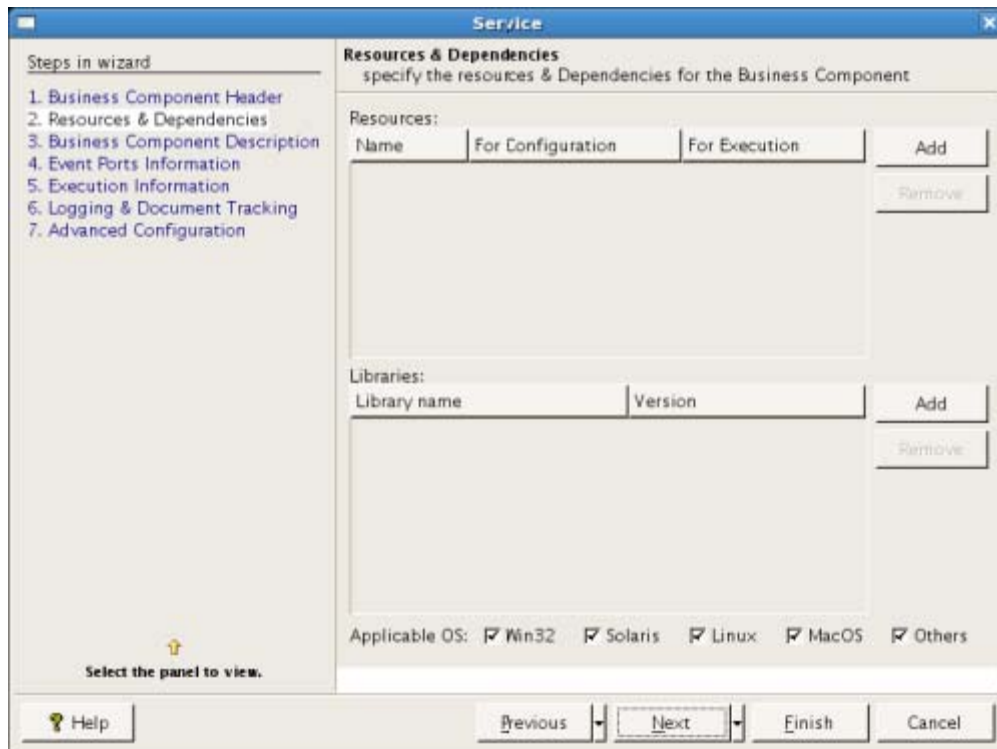 Service
Steps in wizard
1. Business Component Header
2. Resources & Dependencies
3. Business Component Description
4. Event Ports Information
5. Execution Information
6. Logging & Document Tracking
7. Advanced Configuration
Select the panel to view.
Resources & Dependencies
specify the resources & Dependencies for the Business Component
Resources:
Name For Configuration For Execution
Add
Remove
Libraries:
Library name Version
Add
Remove
Applicable OS: Win32 Solaris Linux MacOS Others
Help Previous Next Finish Cancel